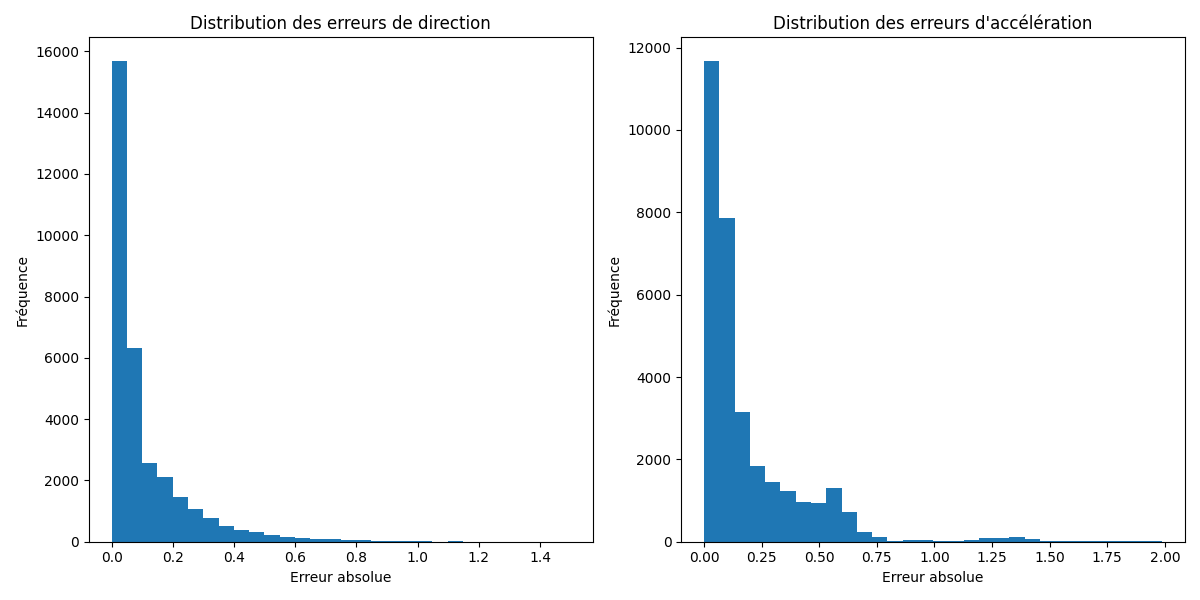 Distribution des erreurs de direction
Fréquence
16000
14000
12000
10000
8000
6000
4000
2000
0
0.0 0.2 0.4 0.6 0.8 1.0 1.2 1.4
Erreur absolue
Distribution des erreurs d'accélération
Fréquence
12000
10000
8000
6000
4000
2000
0
0.00 0.25 0.50 0.75 1.00 1.25 1.50 1.75 2.00
Erreur absolue